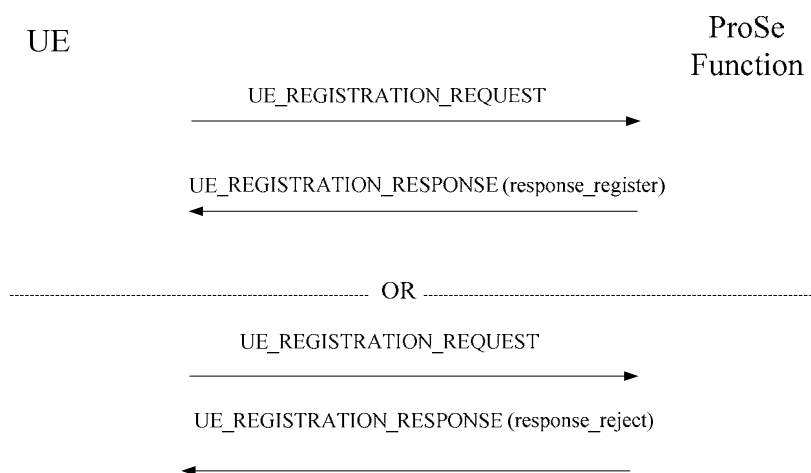 UE
ProSe
Function
UE_REGISTRATION_REQUEST
UE_REGISTRATION_RESPONSE (response_register)
OR
UE_REGISTRATION_REQUEST
UE_REGISTRATION_RESPONSE (response_reject)